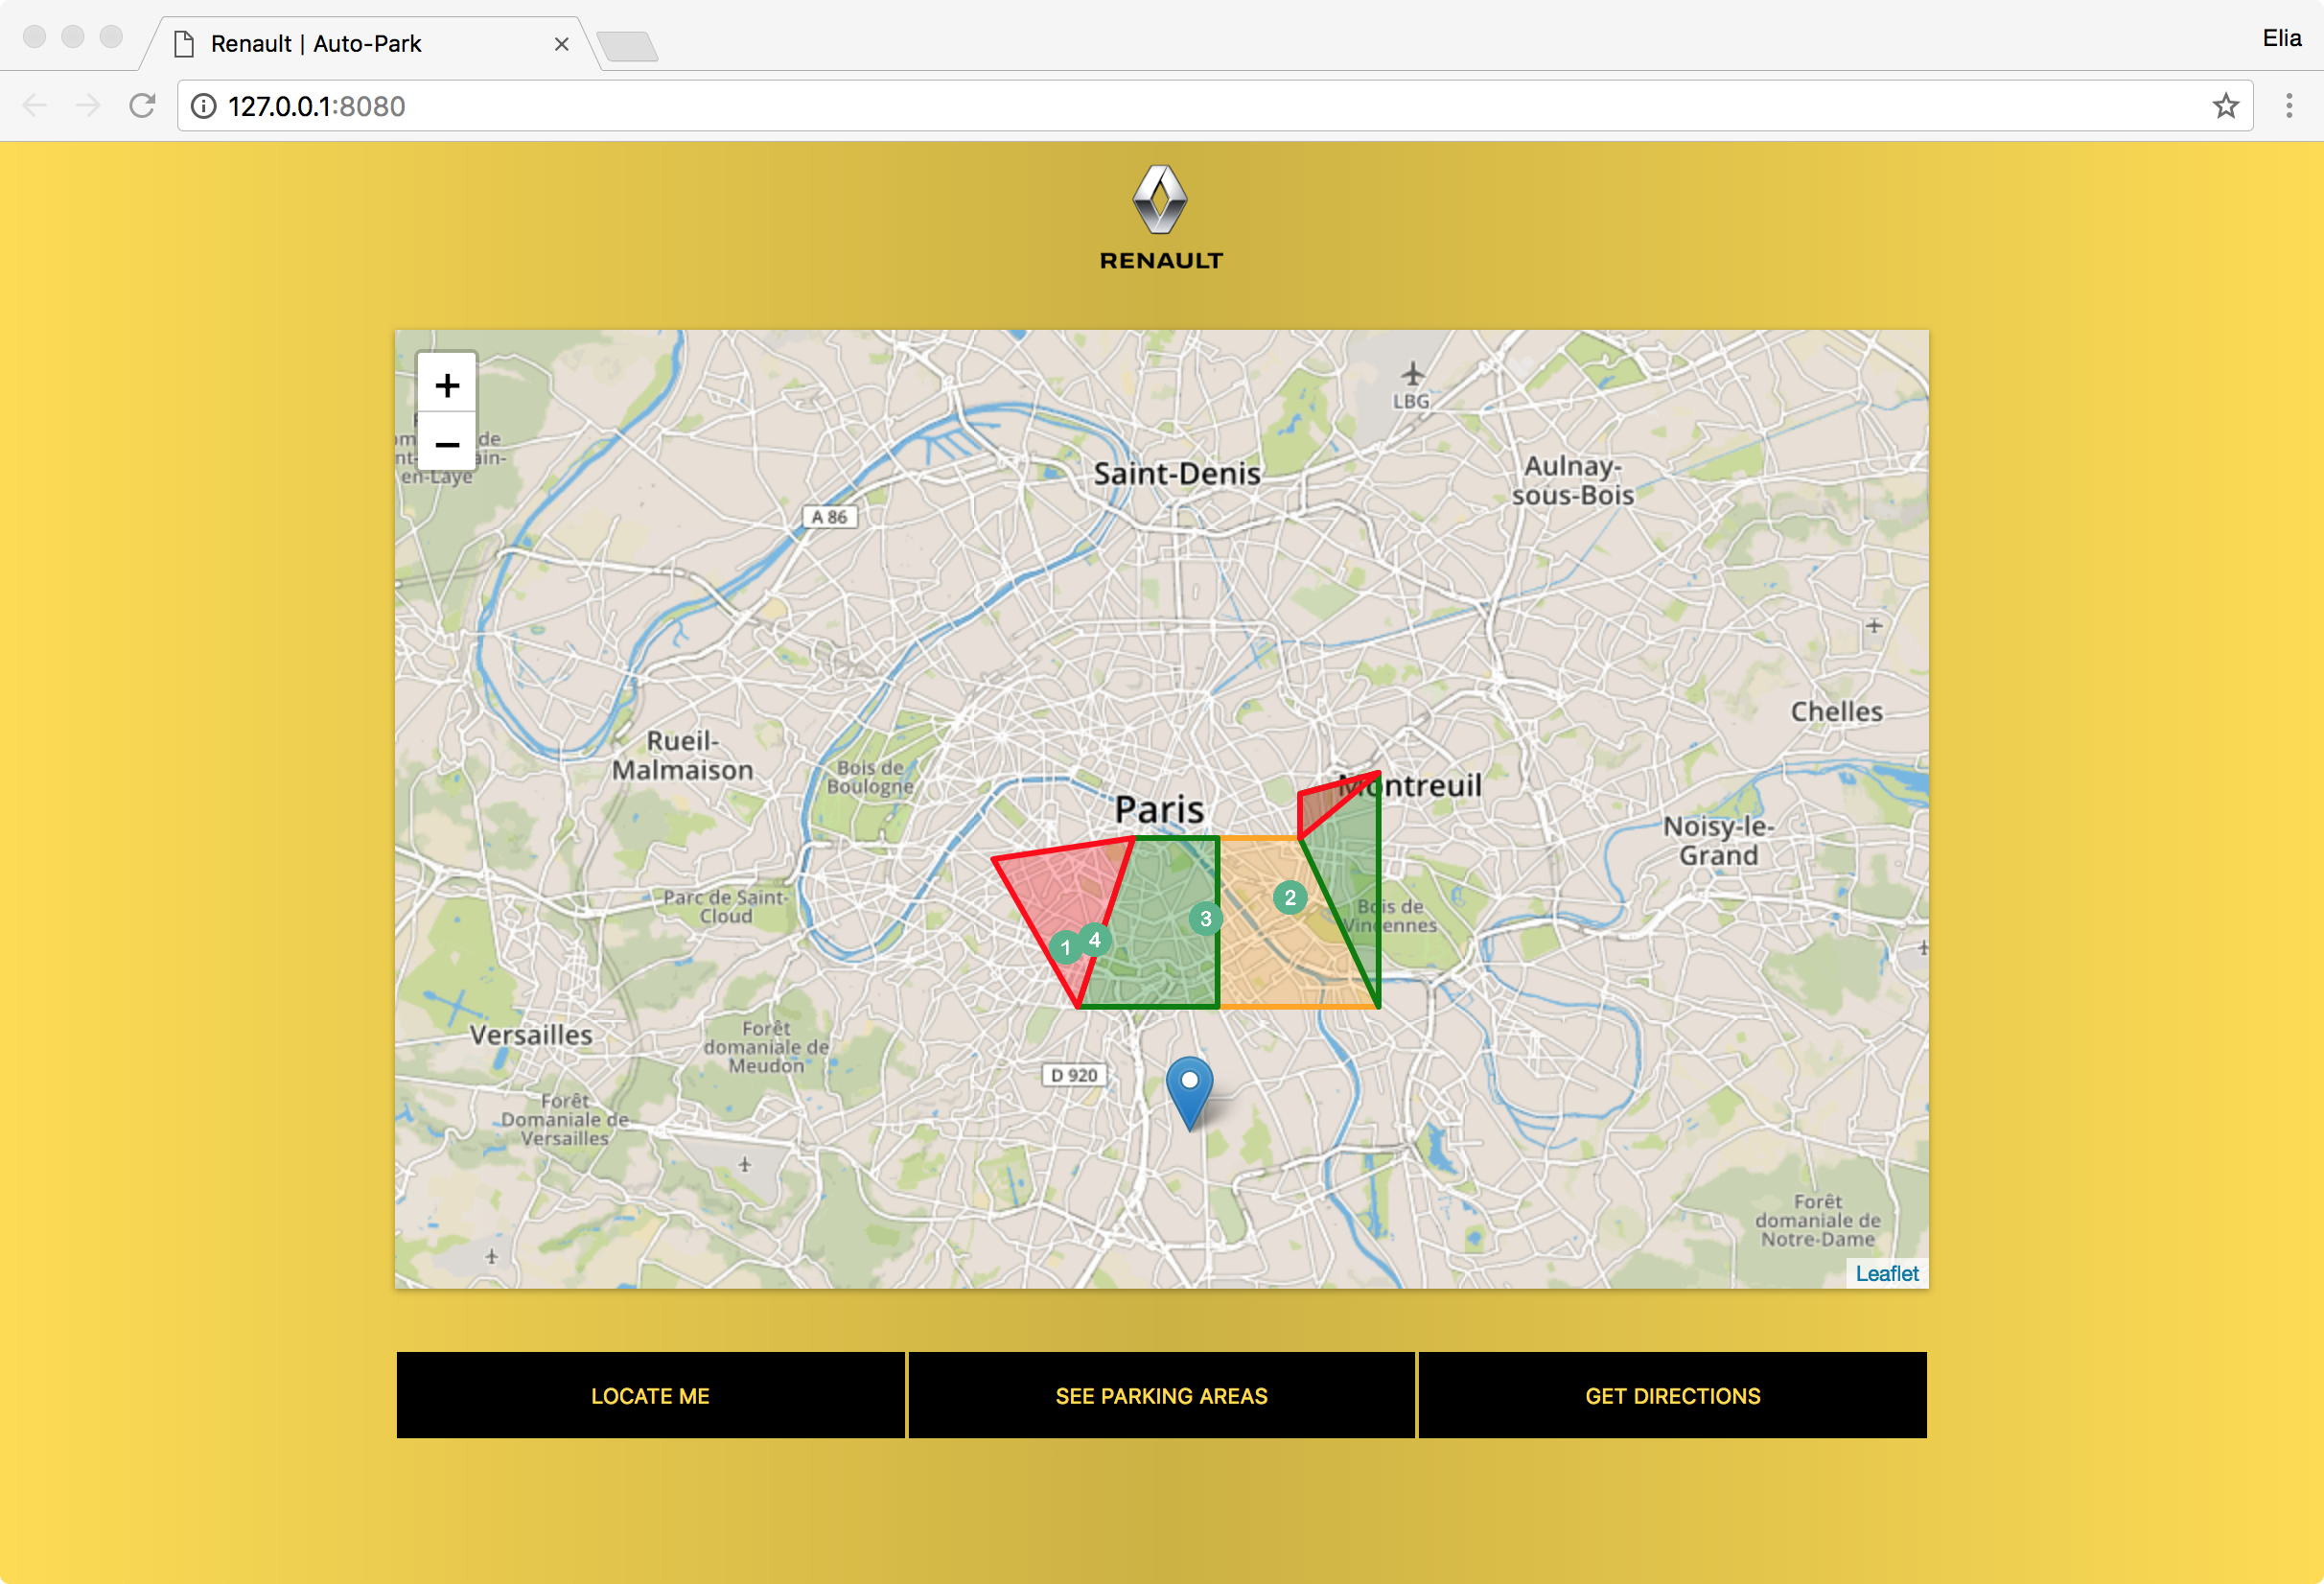 Renault | Auto-Park
Elia
127.0.0.1:8080
RENAULT
+
−
LBG
de
nt-
ain-
en-Laye
Saint-Denis
Aulnay-
sous-Bois
A 86
Chelles
Rueil-
Malmaison
Bois de
Boulogne
Paris
Montreuil
Noisy-le-
Grand
Parc de Saint-
Cloud
Bois de
Vincennes
1
4
3
2
Versailles
Forêt
domaniale de
Meudon
D 920
Forêt
Domaniale de
Versailles
Forêt
domaniale de
Notre-Dame
Leaflet
LOCATE ME
SEE PARKING AREAS
GET DIRECTIONS